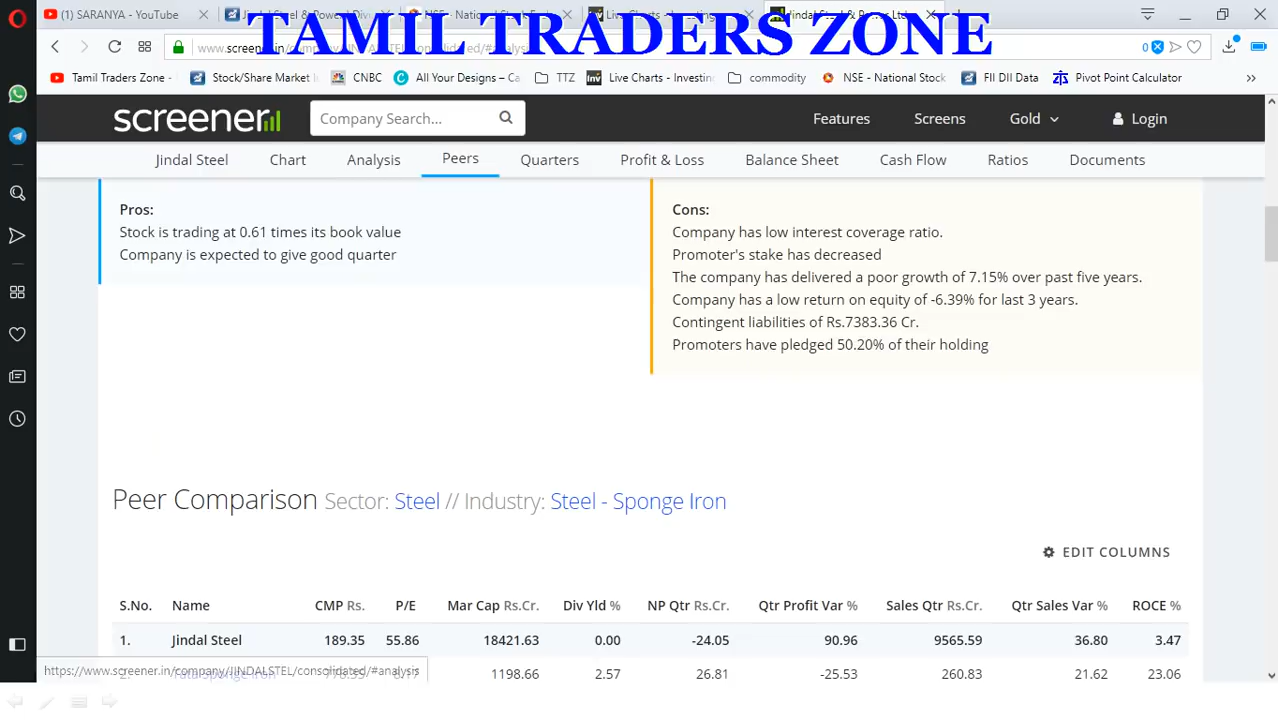 (1) SARANYA - YouTube
TAMIL TRADERS ZONE
www.screener.in/company/JINDALSTEL/consolidated/#analysis
0
Tamil Traders Zone -
Stock/Share Market I
CNBC
All Your Designs – Ca
TTZ
Live Charts - Investing
commodity
NSE - National Stock
FII DII Data
Pivot Point Calculator
»
screener
Company Search...
Features
Screens
Gold
Login
Jindal Steel
Chart
Analysis
Peers
Quarters
Profit & Loss
Balance Sheet
Cash Flow
Ratios
Documents
Pros:
Stock is trading at 0.61 times its book value
Company is expected to give good quarter
Cons:
Company has low interest coverage ratio.
Promoter's stake has decreased
The company has delivered a poor growth of 7.15% over past five years.
Company has a low return on equity of -6.39% for last 3 years.
Contingent liabilities of Rs.7383.36 Cr.
Promoters have pledged 50.20% of their holding
Peer Comparison Sector: Steel // Industry: Steel - Sponge Iron
EDIT COLUMNS
S.No. Name CMP Rs. P/E Mar Cap Rs.Cr. Div Yld % NP Qtr Rs.Cr. Qtr Profit Var % Sales Qtr Rs.Cr. Qtr Sales Var % ROCE %
1. Jindal Steel 189.35 55.86 18421.63 0.00 -24.05 90.96 9565.59 36.80 3.47
1198.66 2.57 26.81 -25.53 260.83 21.62 23.06
https://www.screener.in/company/JINDALSTEL/consolidated/#analysis